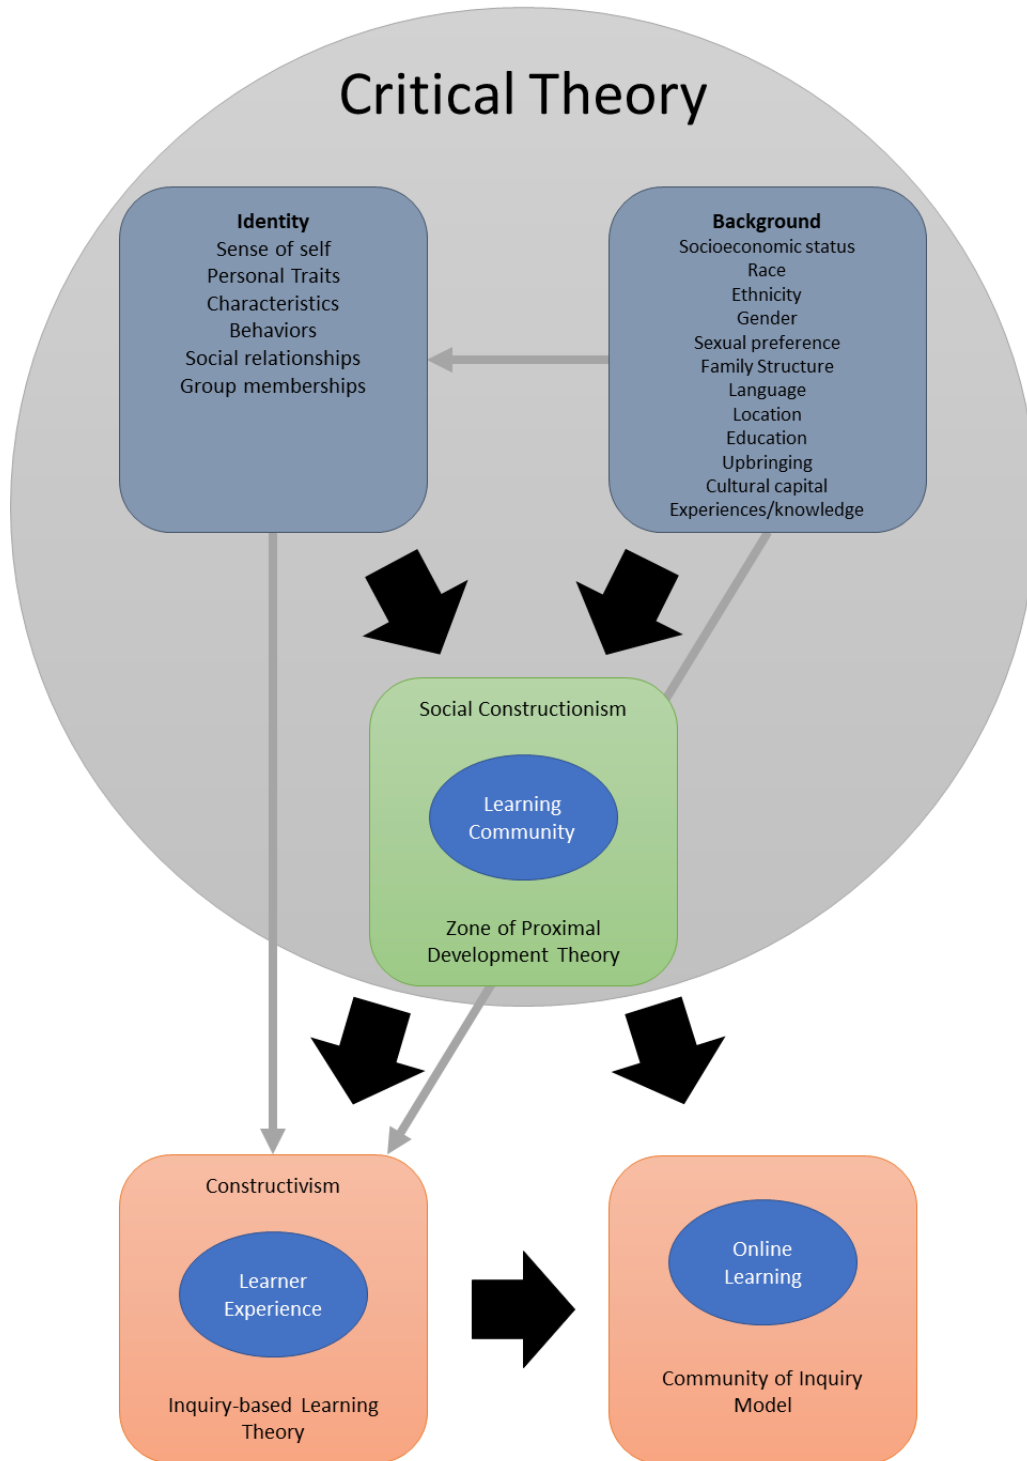 Critical Theory
Identity
Sense of self
Personal Traits
Characteristics
Behaviors
Social relationships
Group memberships
Background
Socioeconomic status
Race
Ethnicity
Gender
Sexual preference
Family Structure
Language
Location
Education
Upbringing
Cultural capital
Experiences/knowledge
Social Constructionism
Learning
Community
Zone of Proximal
Development Theory
Constructivism
Learner
Experience
Inquiry-based Learning
Theory
Online
Learning
Community of Inquiry
Model